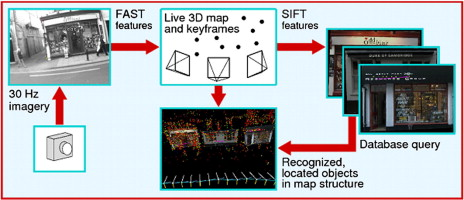 FAST
features
Live 3D map
and keyframes
SIFT
features
30 Hz
imagery
Database query
Recognized,
located objects
in map structure